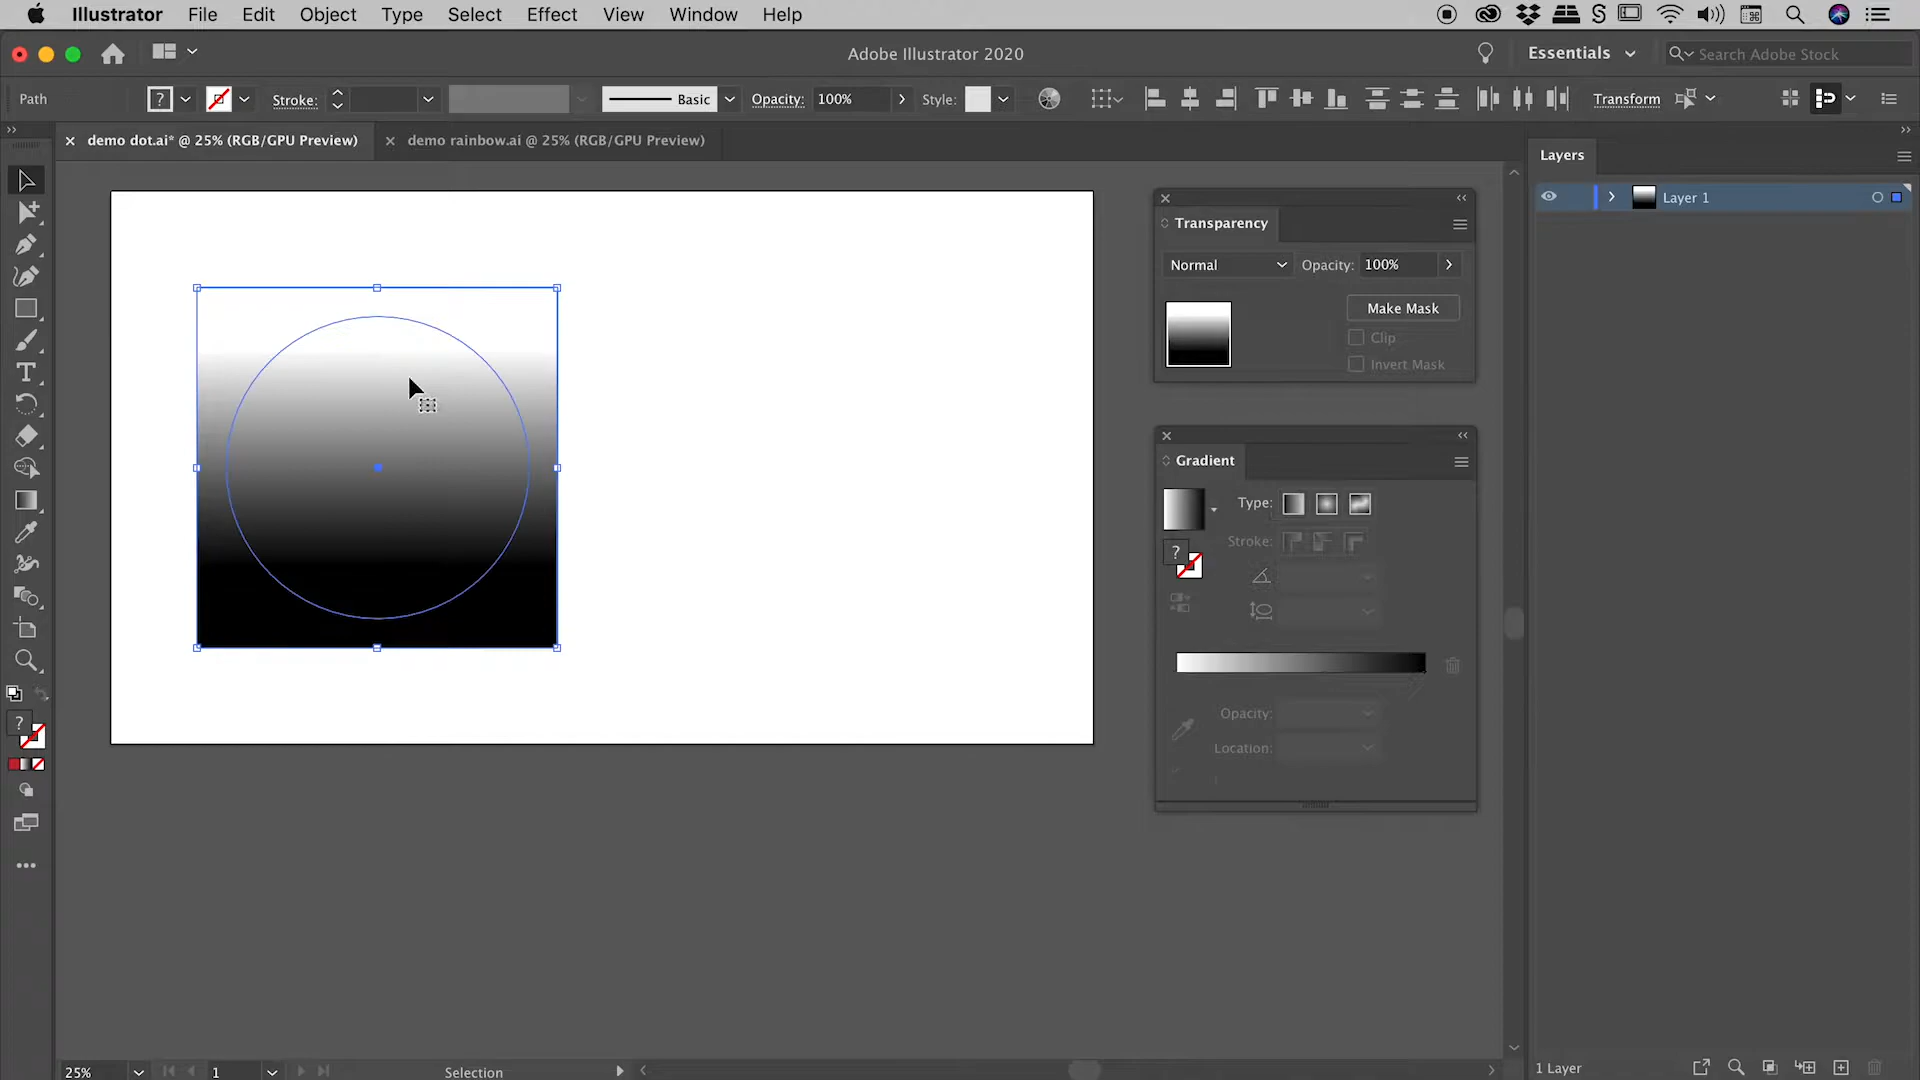 Illustrator File Edit Object Type Select Effect View Window Help
Adobe Illustrator 2020
Essentials
Search Adobe Stock
Path
?
Stroke:
Basic
Opacity:
100%
Style:
Transform
demo dot.ai* @ 25% (RGB/GPU Preview)
demo rainbow.ai @ 25% (RGB/GPU Preview)
Layers
Layer 1
Transparency
Normal
Opacity:
100%
Make Mask
Clip
Invert Mask
Gradient
Type:
Stroke:
?
Opacity:
Location:
?
25%
1
Selection
1 Layer